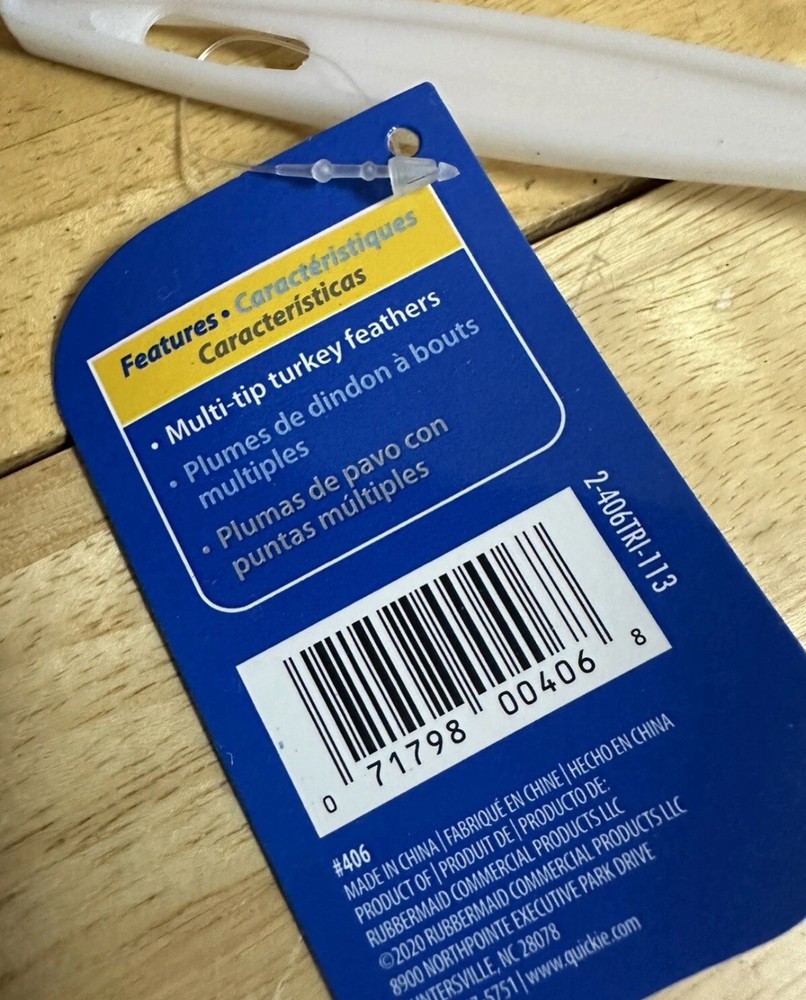 Features • Caractéristiques
Características
• Multi-tip turkey feathers
• Plumes de dindon à bouts
multiples
• Plumas de pavo con
puntas múltiples
2-406TRI-113
0 71798 00406 8
#406
MADE IN CHINA | FABRIQUÉ EN CHINE | HECHO EN CHINA
PRODUCT OF | PRODUIT DE | PRODUCTO DE:
RUBBERMAID COMMERCIAL PRODUCTS LLC
©2020 RUBBERMAID COMMERCIAL PRODUCTS LLC
8900 NORTHPOINTE EXECUTIVE PARK DRIVE
NTERSVILLE, NC 28078
-5751 | www.quickie.com